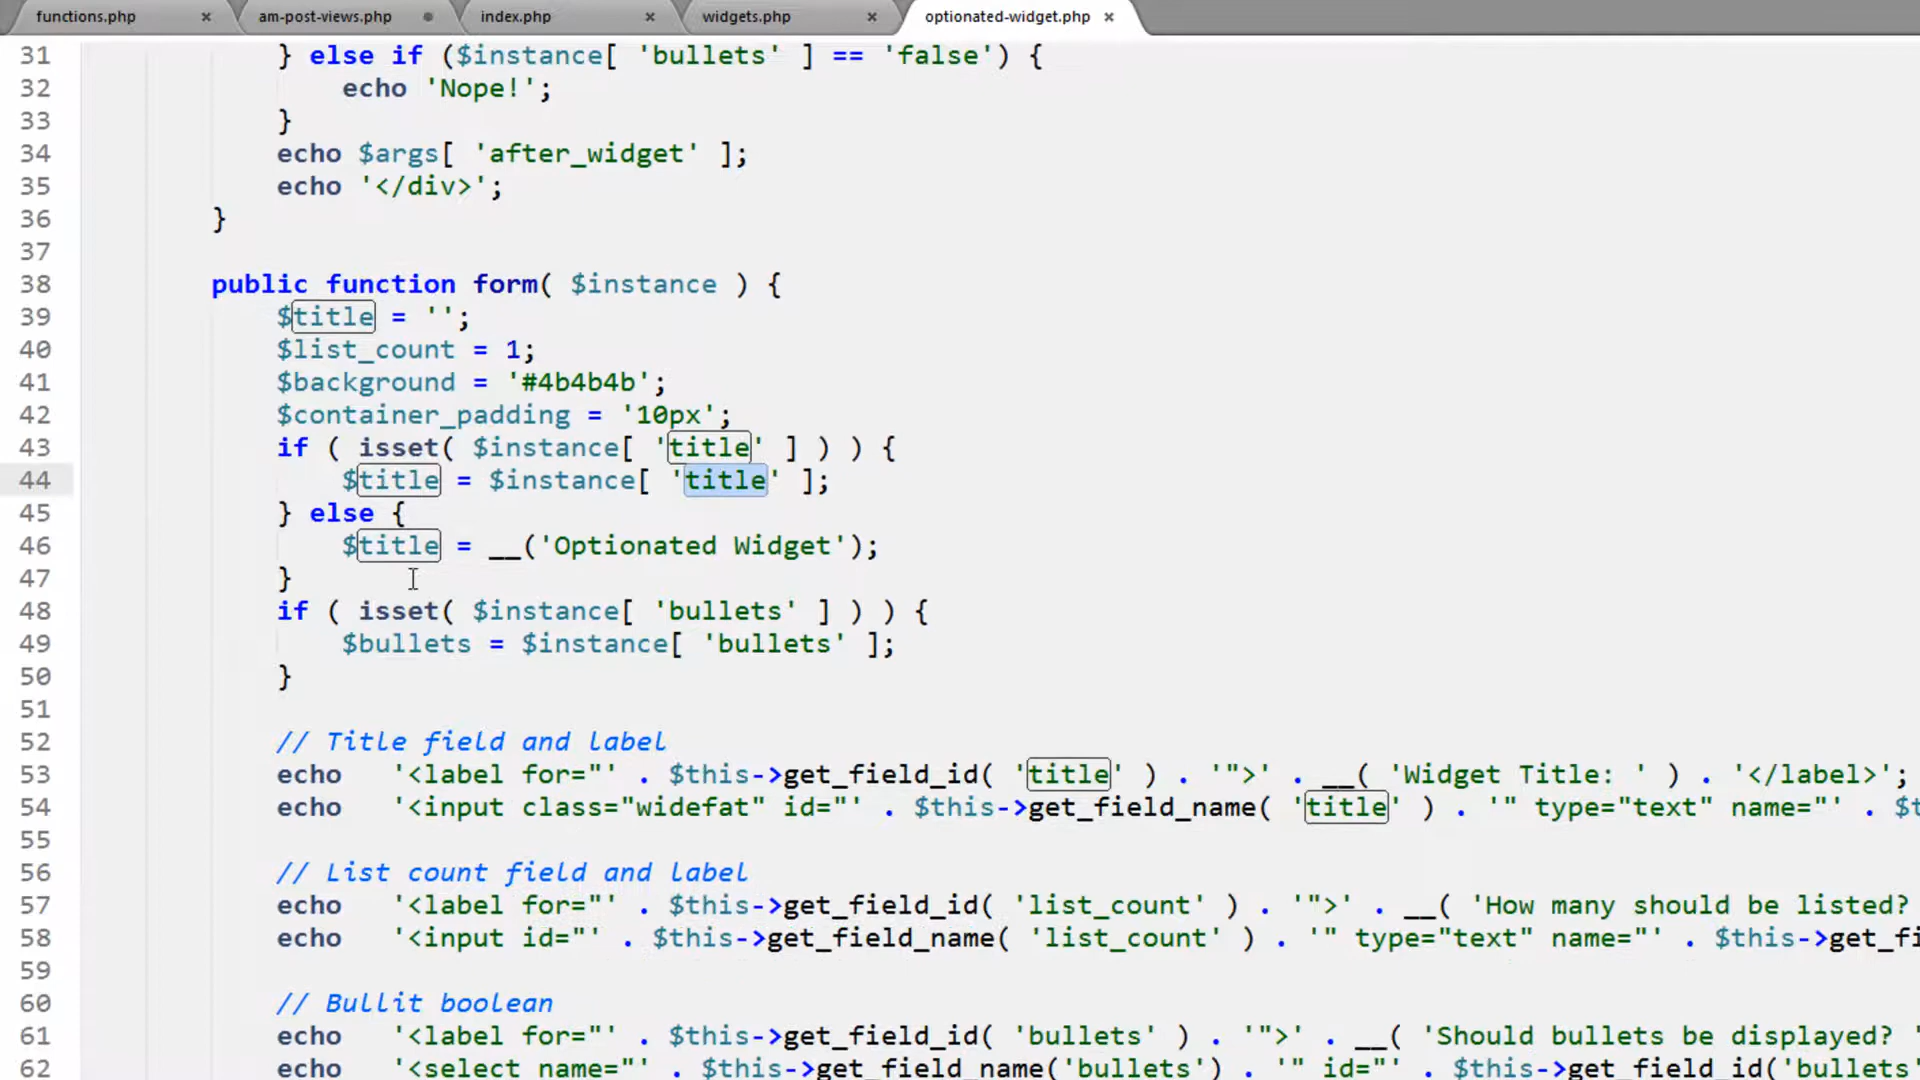 functions.php × am-post-views.php index.php × widgets.php × optionated-widget.php ×
31 } else if ($instance[ 'bullets' ] == 'false') {
32 echo 'Nope!';
33 }
34 echo $args[ 'after_widget' ];
35 echo '</div>';
36 }
37
38 public function form( $instance ) {
39 $title = '';
40 $list_count = 1;
41 $background = '#4b4b4b';
42 $container_padding = '10px';
43 if ( isset( $instance[ 'title' ] ) ) {
44 $title = $instance[ 'title' ];
45 } else {
46 $title = __('Optionated Widget');
47 }
48 if ( isset( $instance[ 'bullets' ] ) ) {
49 $bullets = $instance[ 'bullets' ];
50 }
51
52 // Title field and label
53 echo '<label for="' . $this->get_field_id( 'title' ) . '">' . __( 'Widget Title: ' ) . '</label>';
54 echo '<input class="widefat" id="' . $this->get_field_name( 'title' ) . '" type="text" name="' . $t
55
56 // List count field and label
57 echo '<label for="' . $this->get_field_id( 'list_count' ) . '">' . __( 'How many should be listed?
58 echo '<input id="' . $this->get_field_name( 'list_count' ) . '" type="text" name="' . $this->get_fi
59
60 // Bullit boolean
61 echo '<label for="' . $this->get_field_id( 'bullets' ) . '">' . __( 'Should bullets be displayed? '
62 echo '<select name="' . $this->get_field_name('bullets') . '" id="' . $this->get_field_id('bullets'